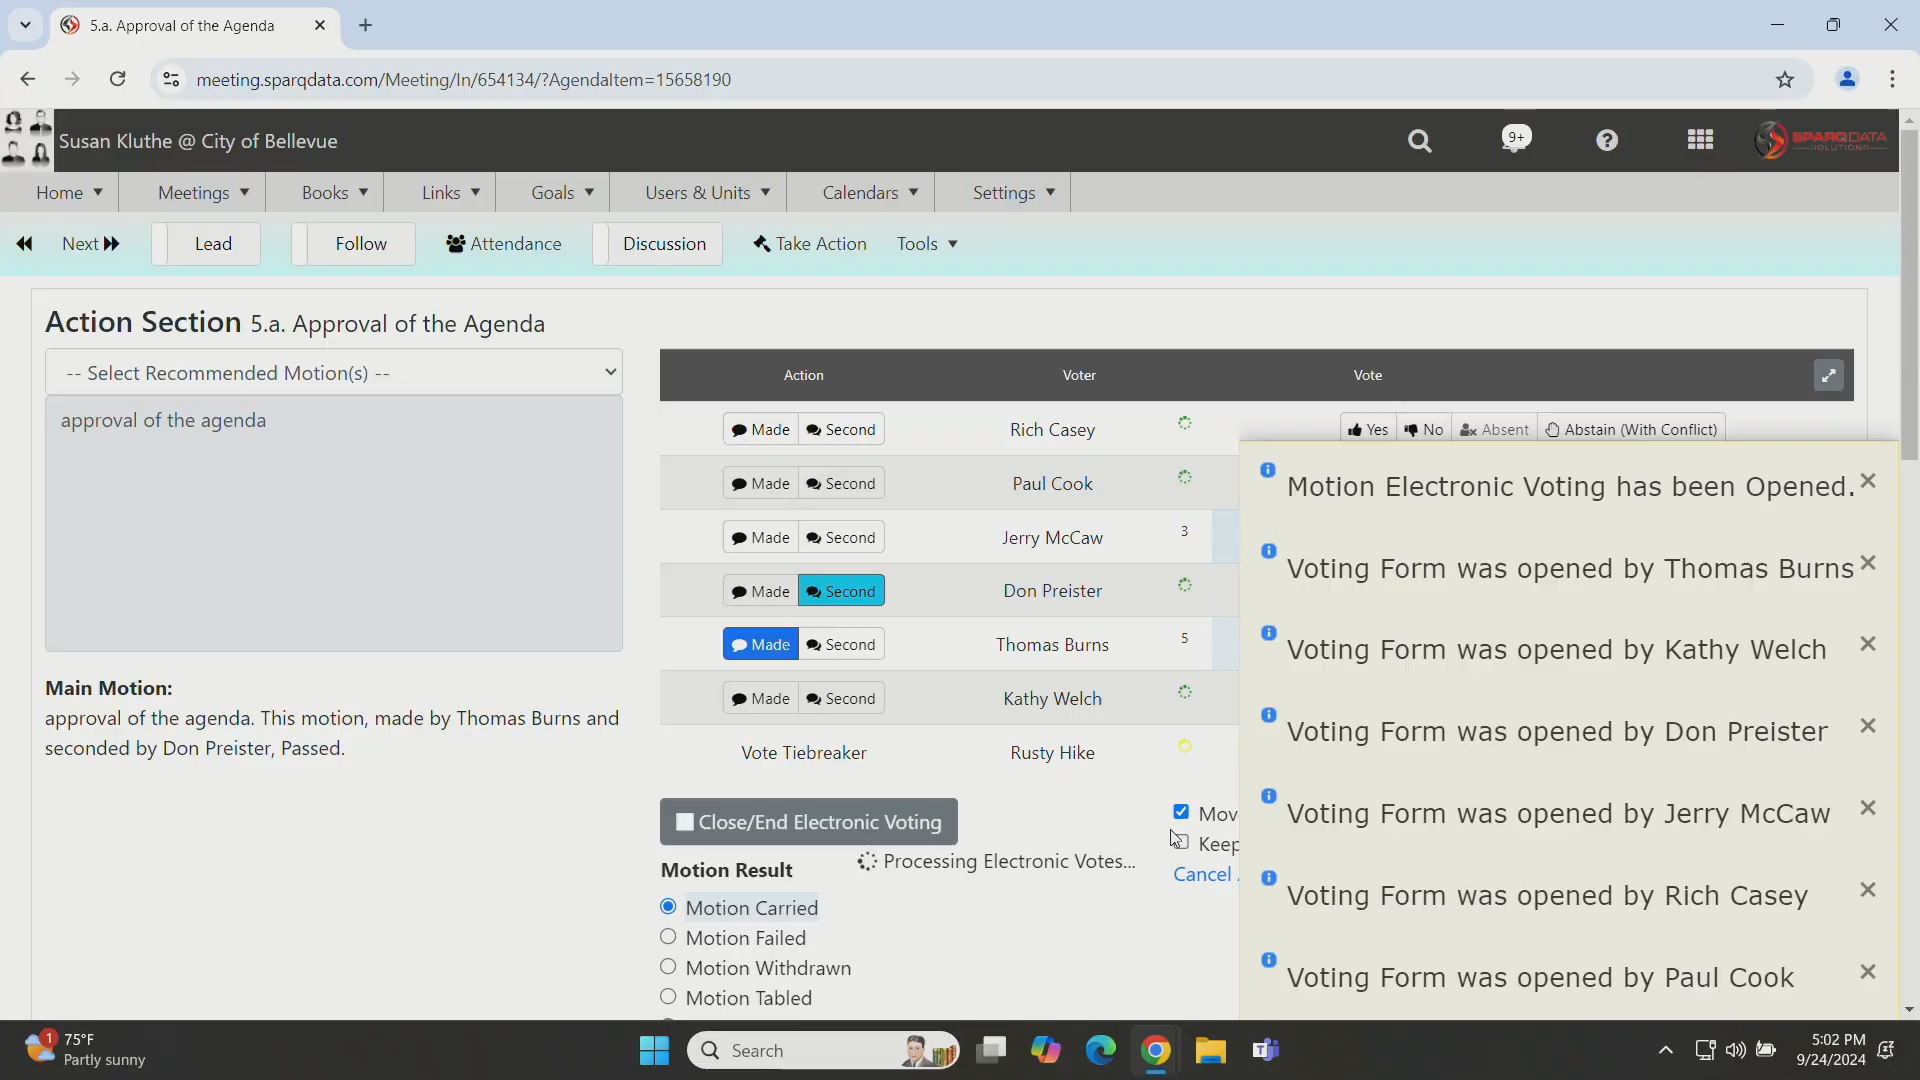 5.a. Approval of the Agenda
meeting.sparqdata.com/Meeting/In/654134/?AgendaItem=15658190
Susan Kluthe @ City of Bellevue
9+
SPARQDATA
SOLUTIONS
Home Meetings Books Links Goals Users & Units Calendars Settings
Next Lead Follow Attendance Discussion Take Action Tools
Action Section 5.a. Approval of the Agenda
-- Select Recommended Motion(s) --
approval of the agenda
Main Motion:
approval of the agenda. This motion, made by Thomas Burns and
seconded by Don Preister, Passed.
Action Voter Vote
Made Second Rich Casey Yes No Absent Abstain (With Conflict)
Made Second Paul Cook
Made Second Jerry McCaw 3
Made Second Don Preister
Made Second Thomas Burns 5
Made Second Kathy Welch
Vote Tiebreaker Rusty Hike
Close/End Electronic Voting
Processing Electronic Votes...
Mov
Keep
Cancel
Motion Result
Motion Carried
Motion Failed
Motion Withdrawn
Motion Tabled
Motion Electronic Voting has been Opened.
Voting Form was opened by Thomas Burns
Voting Form was opened by Kathy Welch
Voting Form was opened by Don Preister
Voting Form was opened by Jerry McCaw
Voting Form was opened by Rich Casey
Voting Form was opened by Paul Cook
1
75°F
Partly sunny
Search
5:02 PM
9/24/2024